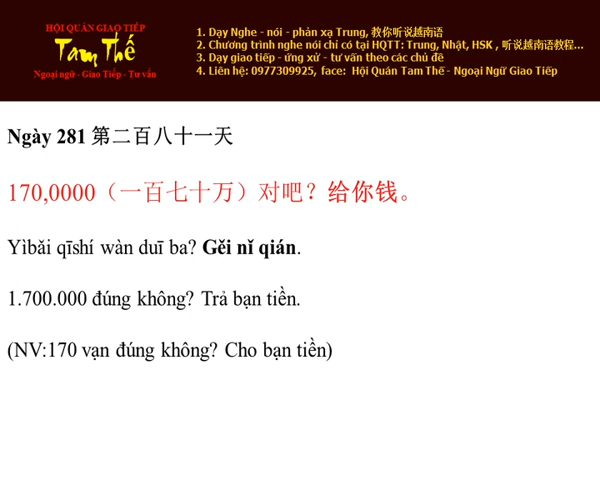 HỘI QUÁN GIAO TIẾP
Tam Thế
Ngoại ngữ - Giao Tiếp - Tư vấn
1. Dạy Nghe - nói - phản xạ Trung, 教你听说越南语
2. Chương trình nghe nói chỉ có tại HQTT: Trung, Nhật, HSK , 听说越南语教程...
3. Dạy giao tiếp - ứng xử - tư vấn theo các chủ đề
4. Liên hệ: 0977309925, face: Hội Quán Tam Thế - Ngoại Ngữ Giao Tiếp
Ngày 281 第二百八十一天
170,0000（一百七十万）对吧？给你钱。
Yìbǎi qīshí wàn duī ba? Gěi nǐ qián.
1.700.000 đúng không? Trả bạn tiền.
(NV:170 vạn đúng không? Cho bạn tiền)